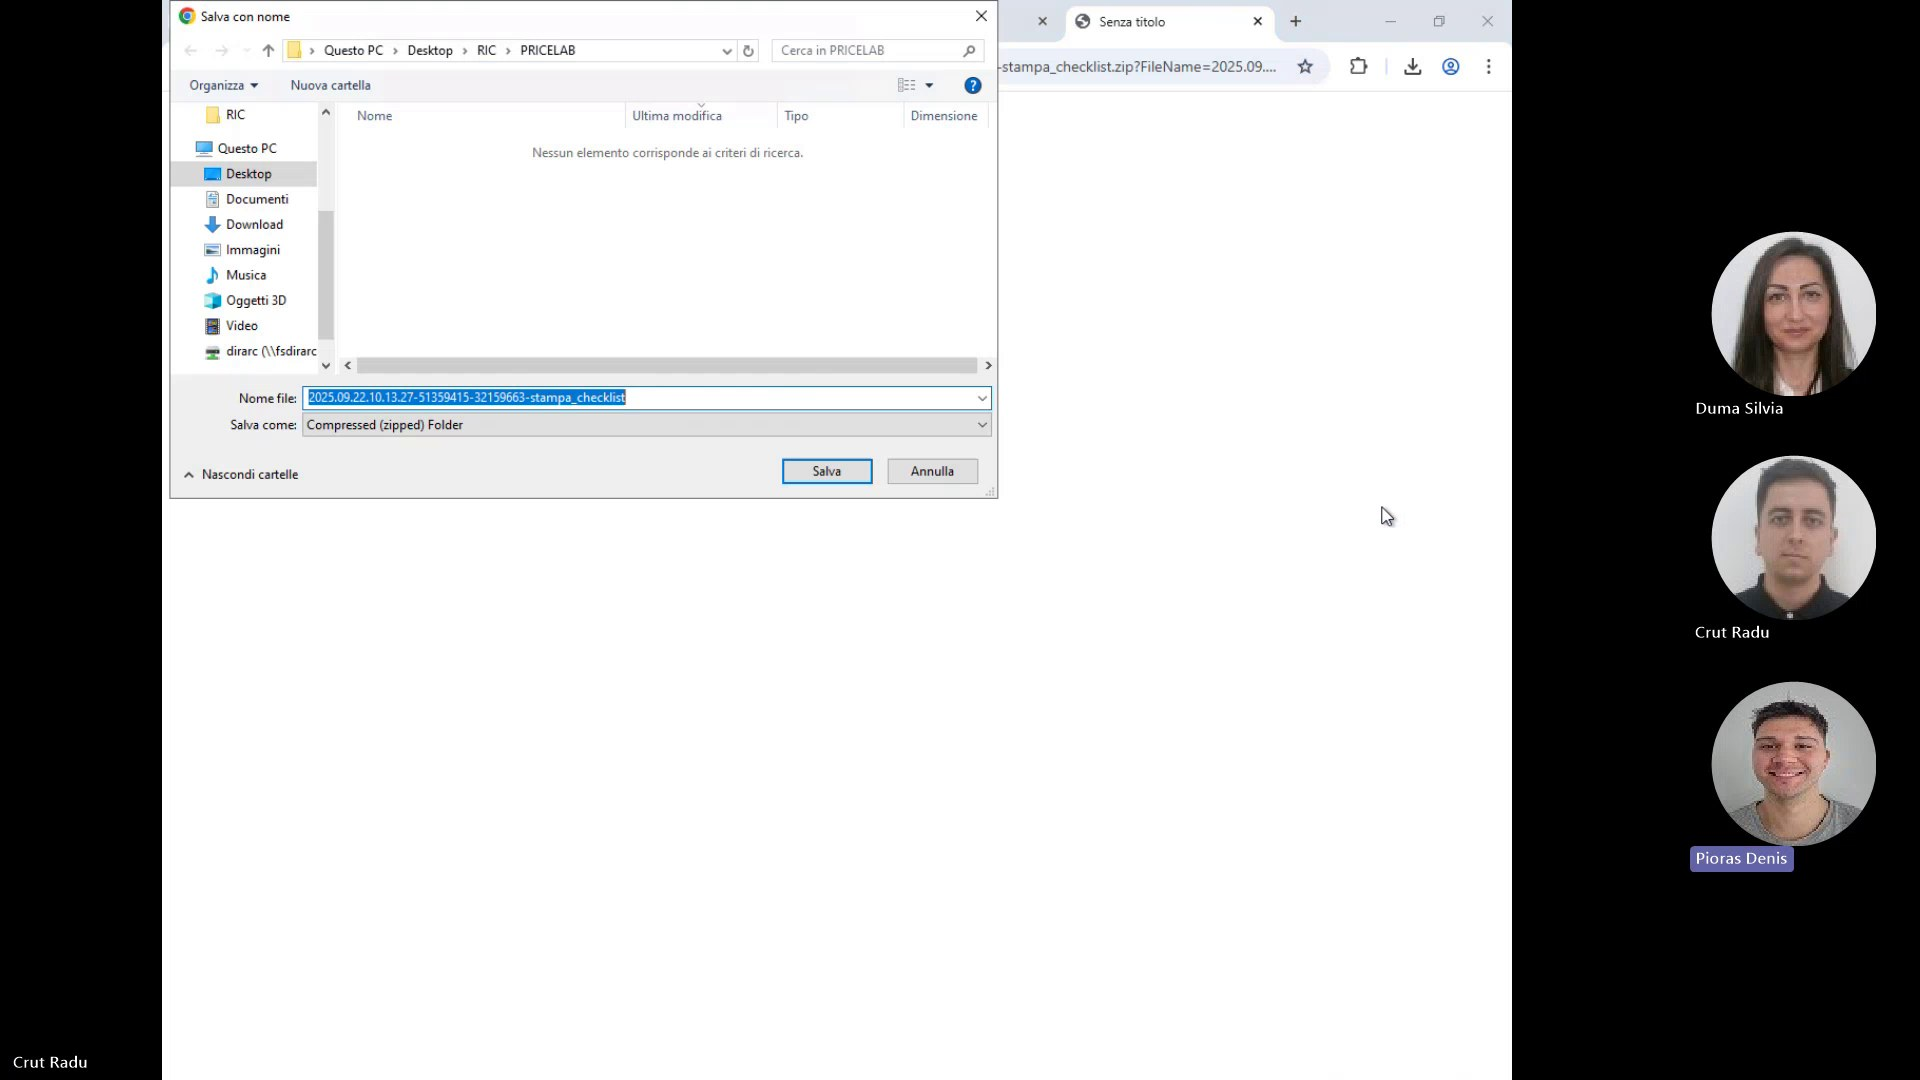 Salva con nome
Questo PC > Desktop > RIC > PRICELAB
Cerca in PRICELAB
Organizza
Nuova cartella
RIC
Questo PC
Desktop
Documenti
Download
Immagini
Musica
Oggetti 3D
Video
dirarc (\\fsdirarc
Nome
Ultima modifica
Tipo
Dimensione
Nessun elemento corrisponde ai criteri di ricerca.
Nome file:
2025.09.22.10.13.27-51359415-32159663-stampa_checklist
Salva come:
Compressed (zipped) Folder
Nascondi cartelle
Salva
Annulla
Senza titolo
-stampa_checklist.zip?FileName=2025.09....
Duma Silvia
Crut Radu
Pioras Denis
Crut Radu